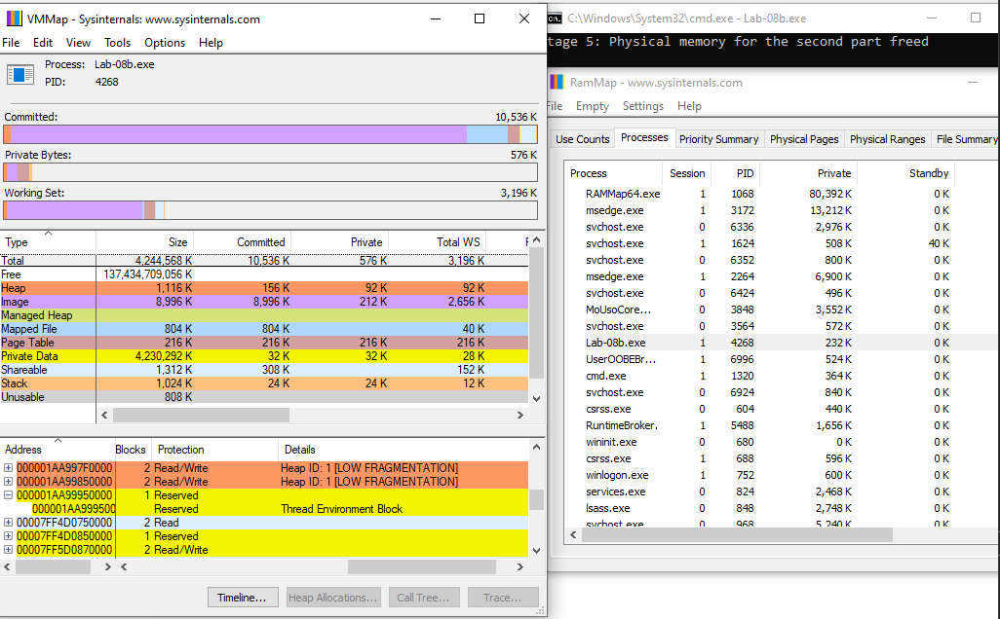 VMMap - Sysinternals: www.sysinternals.com
File Edit View Tools Options Help
Process: Lab-08b.exe
PID: 4268
Committed: 10,536 K
Private Bytes: 576 K
Working Set: 3,196 K
Type Size Committed Private Total WS
Total 4,244,568 K 10,536 K 576 K 3,196 K
Free 137,434,709,056 K
Heap 1,116 K 156 K 92 K 92 K
Image 8,996 K 8,996 K 212 K 2,656 K
Managed Heap
Mapped File 804 K 804 K 40 K
Page Table 216 K 216 K 216 K 216 K
Private Data 4,230,292 K 32 K 32 K 28 K
Shareable 1,312 K 308 K 152 K
Stack 1,024 K 24 K 24 K 12 K
Unusable 808 K
Address Blocks Protection Details
000001AA997F0000 2 Read/Write Heap ID: 1 [LOW FRAGMENTATION]
000001AA99850000 2 Read/Write Heap ID: 1 [LOW FRAGMENTATION]
000001AA99950000 1 Reserved
000001AA999500 Reserved Thread Environment Block
00007FF4D0750000 2 Read
00007FF4D0850000 1 Reserved
00007FF5D0870000 2 Read/Write
Timeline... Heap Allocations... Call Tree... Trace...
C:\Windows\System32\cmd.exe - Lab-08b.exe
tage 5: Physical memory for the second part freed
RamMap - www.sysinternals.com
File Empty Settings Help
Use Counts Processes Priority Summary Physical Pages Physical Ranges File Summary
Process Session PID Private Standby
RAMMap64.exe 1 1068 80,392 K 0 K
msedge.exe 1 3172 13,212 K 0 K
svchost.exe 0 6336 2,976 K 0 K
svchost.exe 1 1624 508 K 40 K
svchost.exe 0 6352 800 K 0 K
msedge.exe 1 2264 6,900 K 0 K
svchost.exe 0 6424 496 K 0 K
MoUsoCore... 0 3848 3,552 K 0 K
svchost.exe 0 3564 572 K 0 K
Lab-08b.exe 1 4268 232 K 0 K
UserOOBEBr... 1 6996 524 K 0 K
cmd.exe 1 1320 364 K 0 K
svchost.exe 0 6924 840 K 0 K
csrss.exe 0 604 440 K 0 K
RuntimeBroker. 1 5488 1,656 K 0 K
wininit.exe 0 680 0 K 0 K
csrss.exe 1 688 596 K 0 K
winlogon.exe 1 752 600 K 0 K
services.exe 0 824 2,468 K 0 K
lsass.exe 0 848 2,748 K 0 K
svchost.exe 0 968 5,240 K 0 K